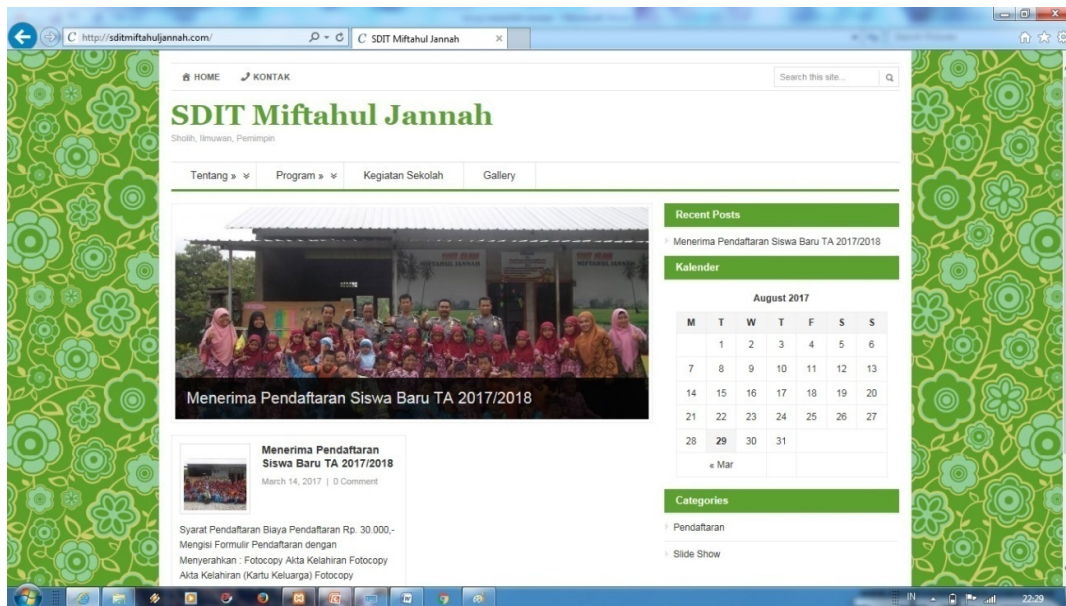 http://sditmiftahuljannah.com/
SDIT Miftahul Jannah
HOME
KONTAK
Search this site...
SDIT Miftahul Jannah
Sholih, Ilmuwan, Pemimpin
Tentang »
Program »
Kegiatan Sekolah
Gallery
Menerima Pendaftaran Siswa Baru TA 2017/2018
Menerima Pendaftaran
Siswa Baru TA 2017/2018
March 14, 2017 | 0 Comment
Syarat Pendaftaran Biaya Pendaftaran Rp. 30.000,-
Mengisi Formulir Pendaftaran dengan
Menyerahkan : Fotocopy Akta Kelahiran Fotocopy
Akta Kelahiran (Kartu Keluarga) Fotocopy
Recent Posts
Menerima Pendaftaran Siswa Baru TA 2017/2018
Kalender
August 2017
M T W T F S S
1 2 3 4 5 6
7 8 9 10 11 12 13
14 15 16 17 18 19 20
21 22 23 24 25 26 27
28 29 30 31
« Mar
Categories
Pendaftaran
Slide Show
IN
22:29